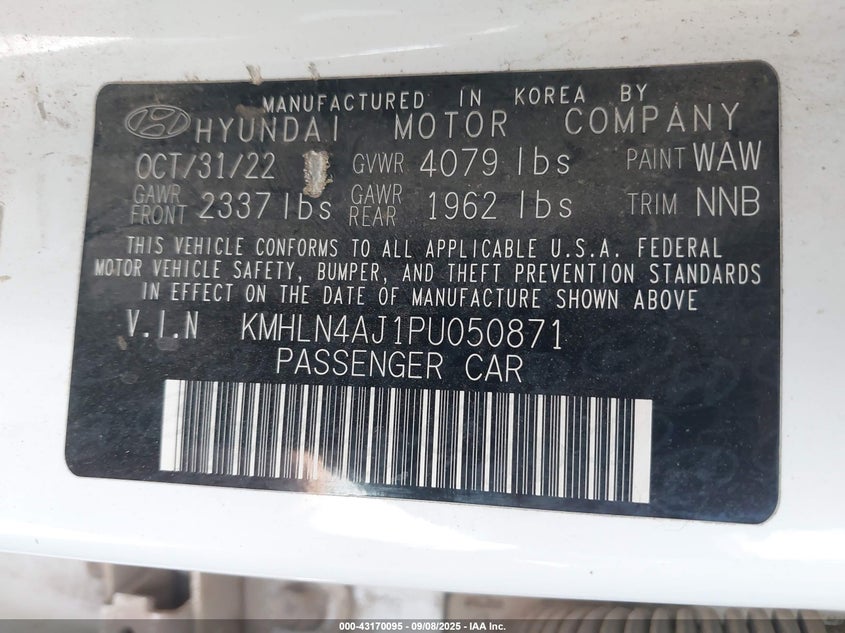 MANUFACTURED IN KOREA BY
HYUNDAI MOTOR COMPANY
OCT/31/22 GVWR 4079 lbs PAINT WAW
GAWR FRONT 2337 lbs GAWR REAR 1962 lbs TRIM NNB
THIS VEHICLE CONFORMS TO ALL APPLICABLE U.S.A. FEDERAL
MOTOR VEHICLE SAFETY, BUMPER, AND THEFT PREVENTION STANDARDS
IN EFFECT ON THE DATE OF MANUFACTURE SHOWN ABOVE
V.I.N KMHLN4AJ1PU050871
PASSENGER CAR
000-43170095 - 09/08/2025 - IAA Inc.